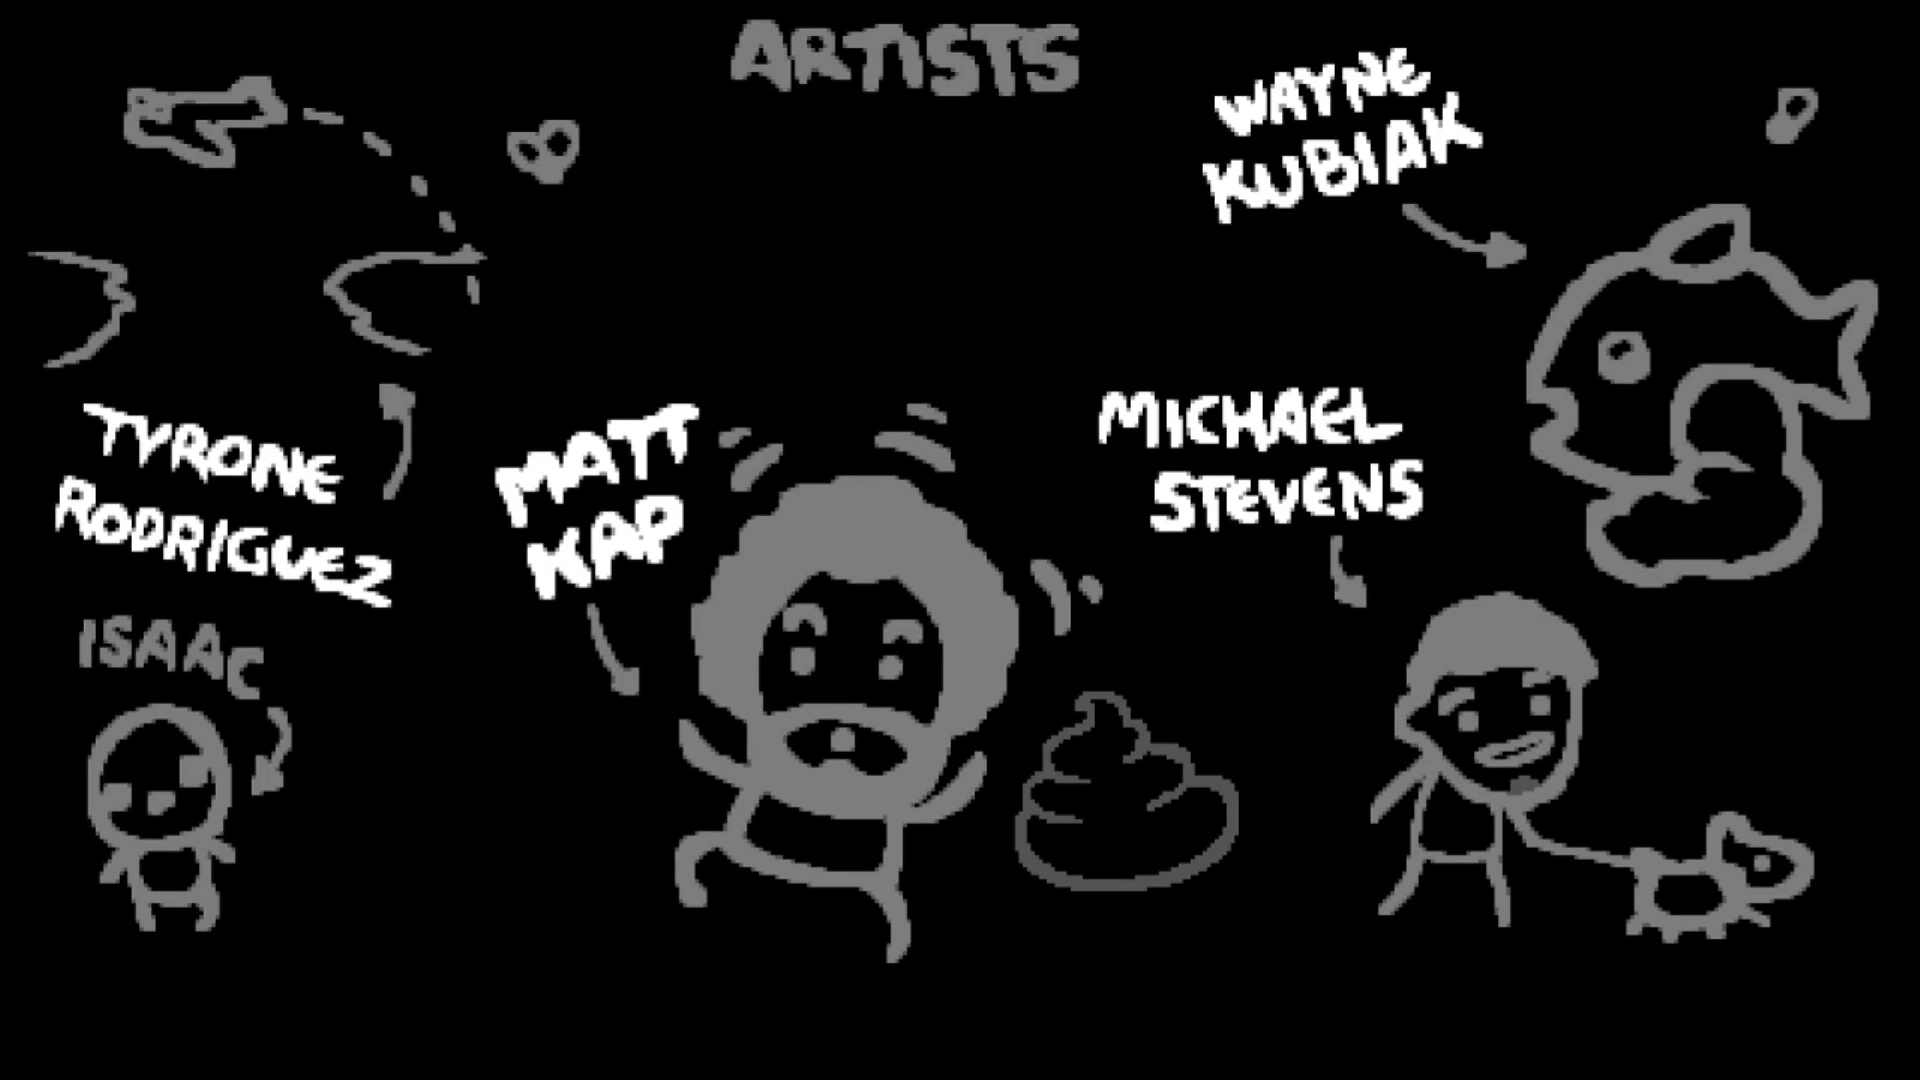 ARTISTS
WAYNE
KUBIAK
TYRONE
RODRIGUEZ
MATT
KAP
MICHAEL
STEVENS
ISAAC